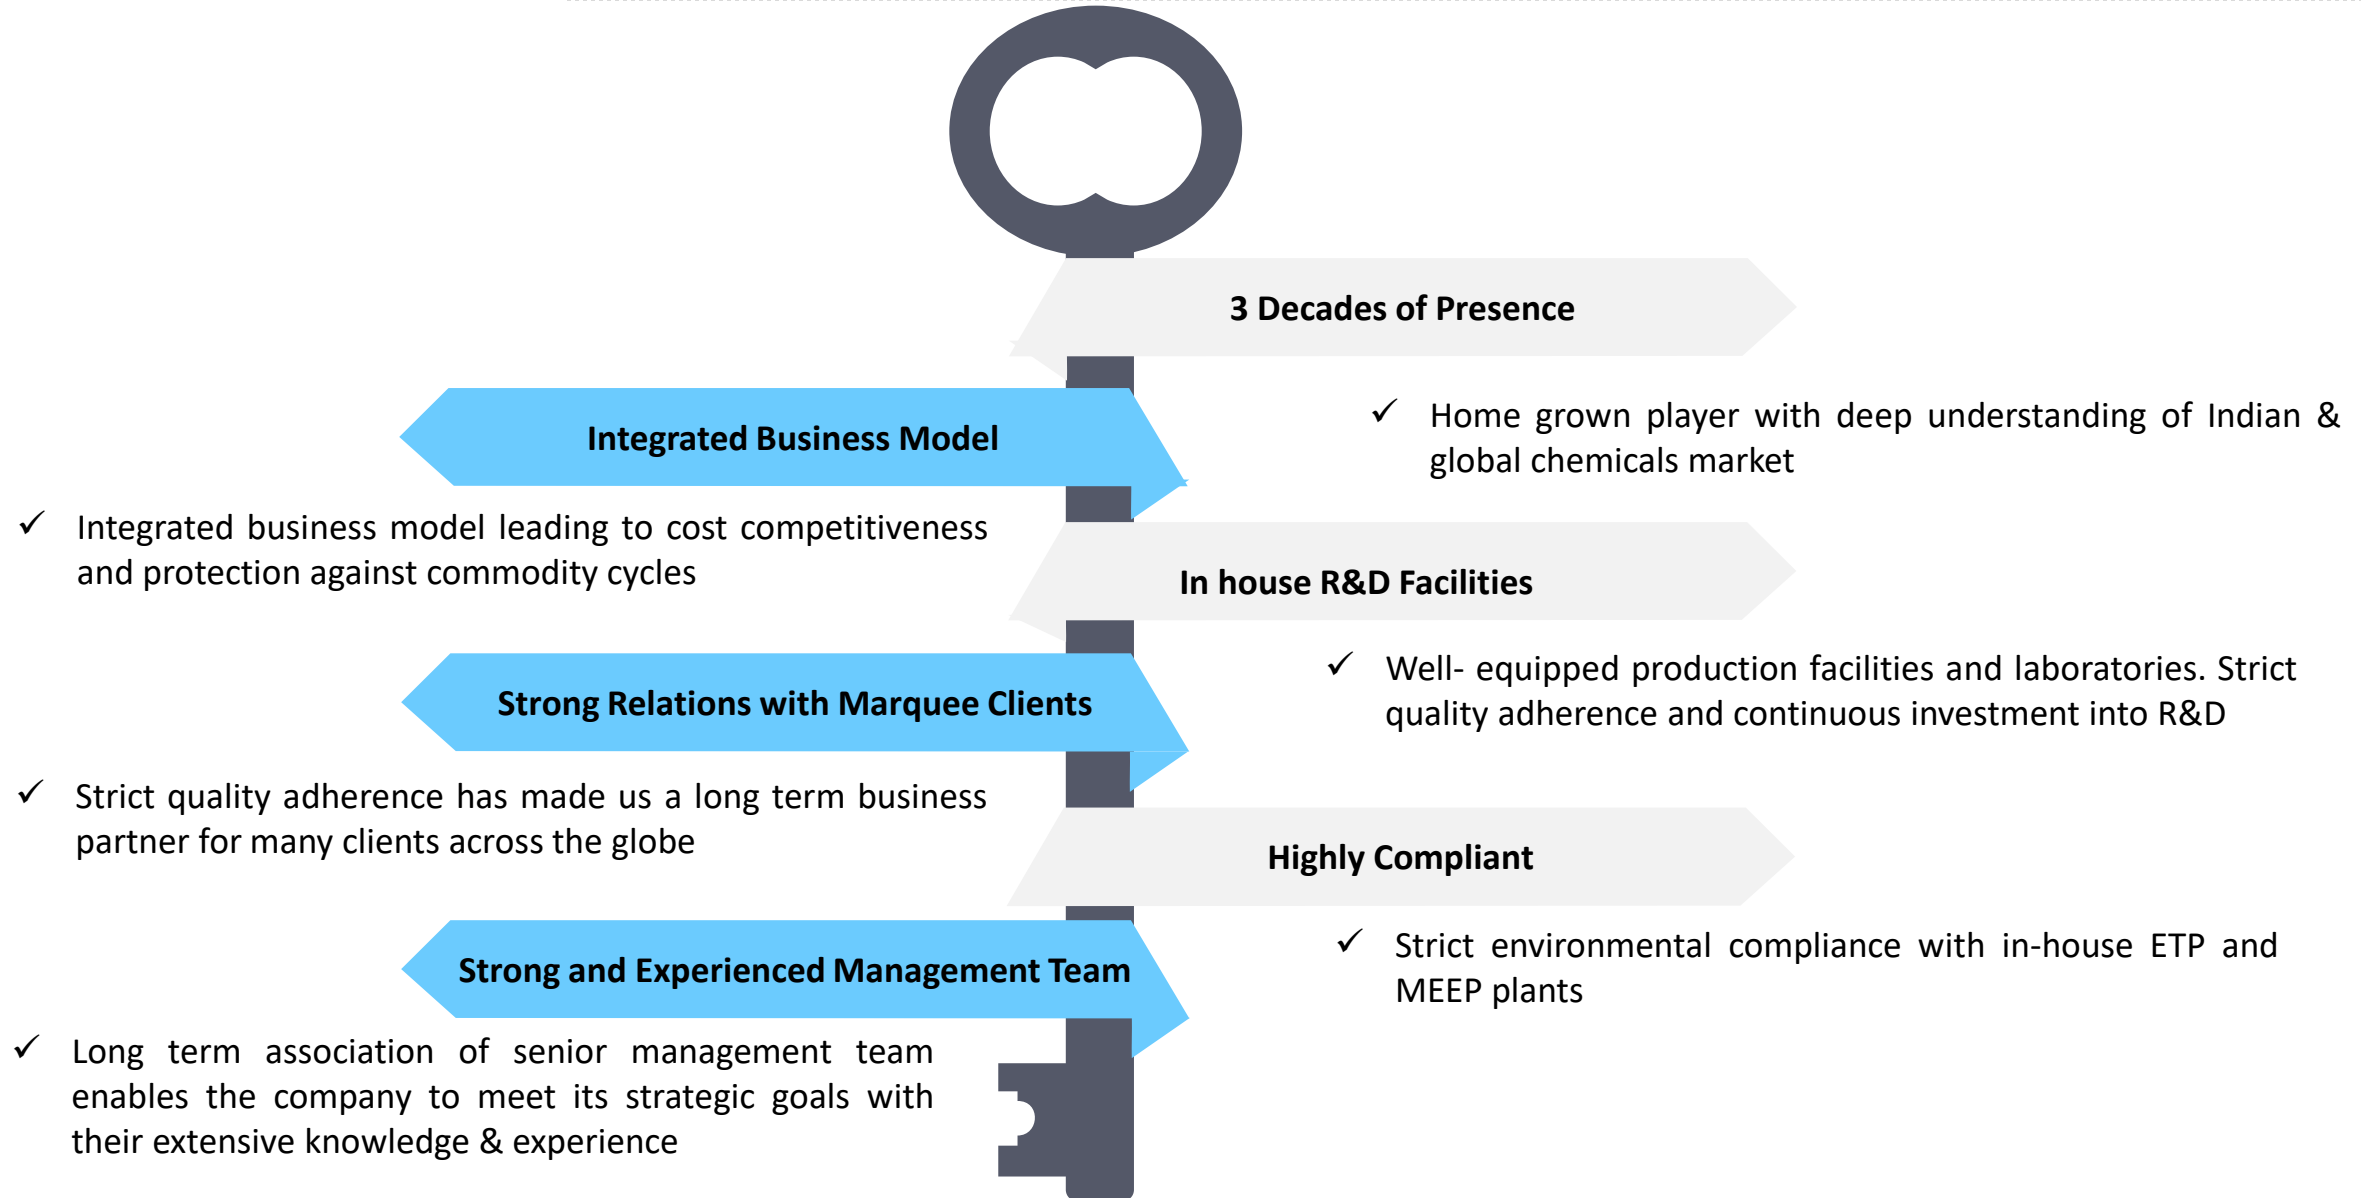 3 Decades of Presence
✓ Home grown player with deep understanding of Indian &
global chemicals market
Integrated Business Model
✓ Integrated business model leading to cost competitiveness
and protection against commodity cycles
In house R&D Facilities
✓ Well- equipped production facilities and laboratories. Strict
quality adherence and continuous investment into R&D
Strong Relations with Marquee Clients
✓ Strict quality adherence has made us a long term business
partner for many clients across the globe
Highly Compliant
✓ Strict environmental compliance with in-house ETP and
MEEP plants
Strong and Experienced Management Team
✓ Long term association of senior management team
enables the company to meet its strategic goals with
their extensive knowledge & experience